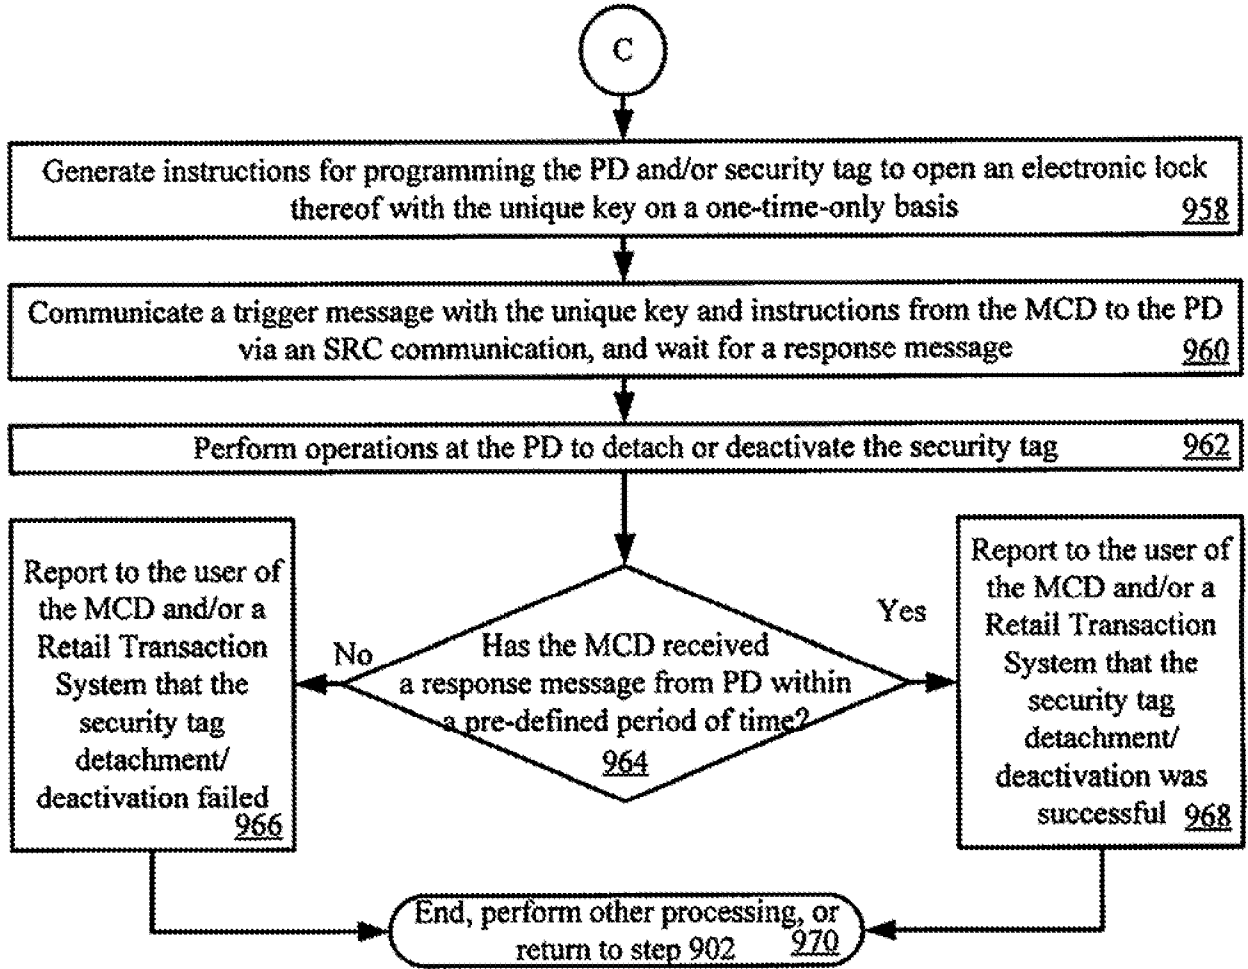 C
Generate instructions for programming the PD and/or security tag to open an electronic lock
thereof with the unique key on a one-time-only basis 958
Communicate a trigger message with the unique key and instructions from the MCD to the PD
via an SRC communication, and wait for a response message 960
Perform operations at the PD to detach or deactivate the security tag 962
Report to the user of
the MCD and/or a
Retail Transaction
System that the
security tag
detachment/
deactivation failed
966
No
Has the MCD received
a response message from PD within
a pre-defined period of time?
964
Yes
Report to the user of
the MCD and/or a
Retail Transaction
System that the
security tag
detachment/
deactivation was
successful 968
End, perform other processing, or
return to step 902 970